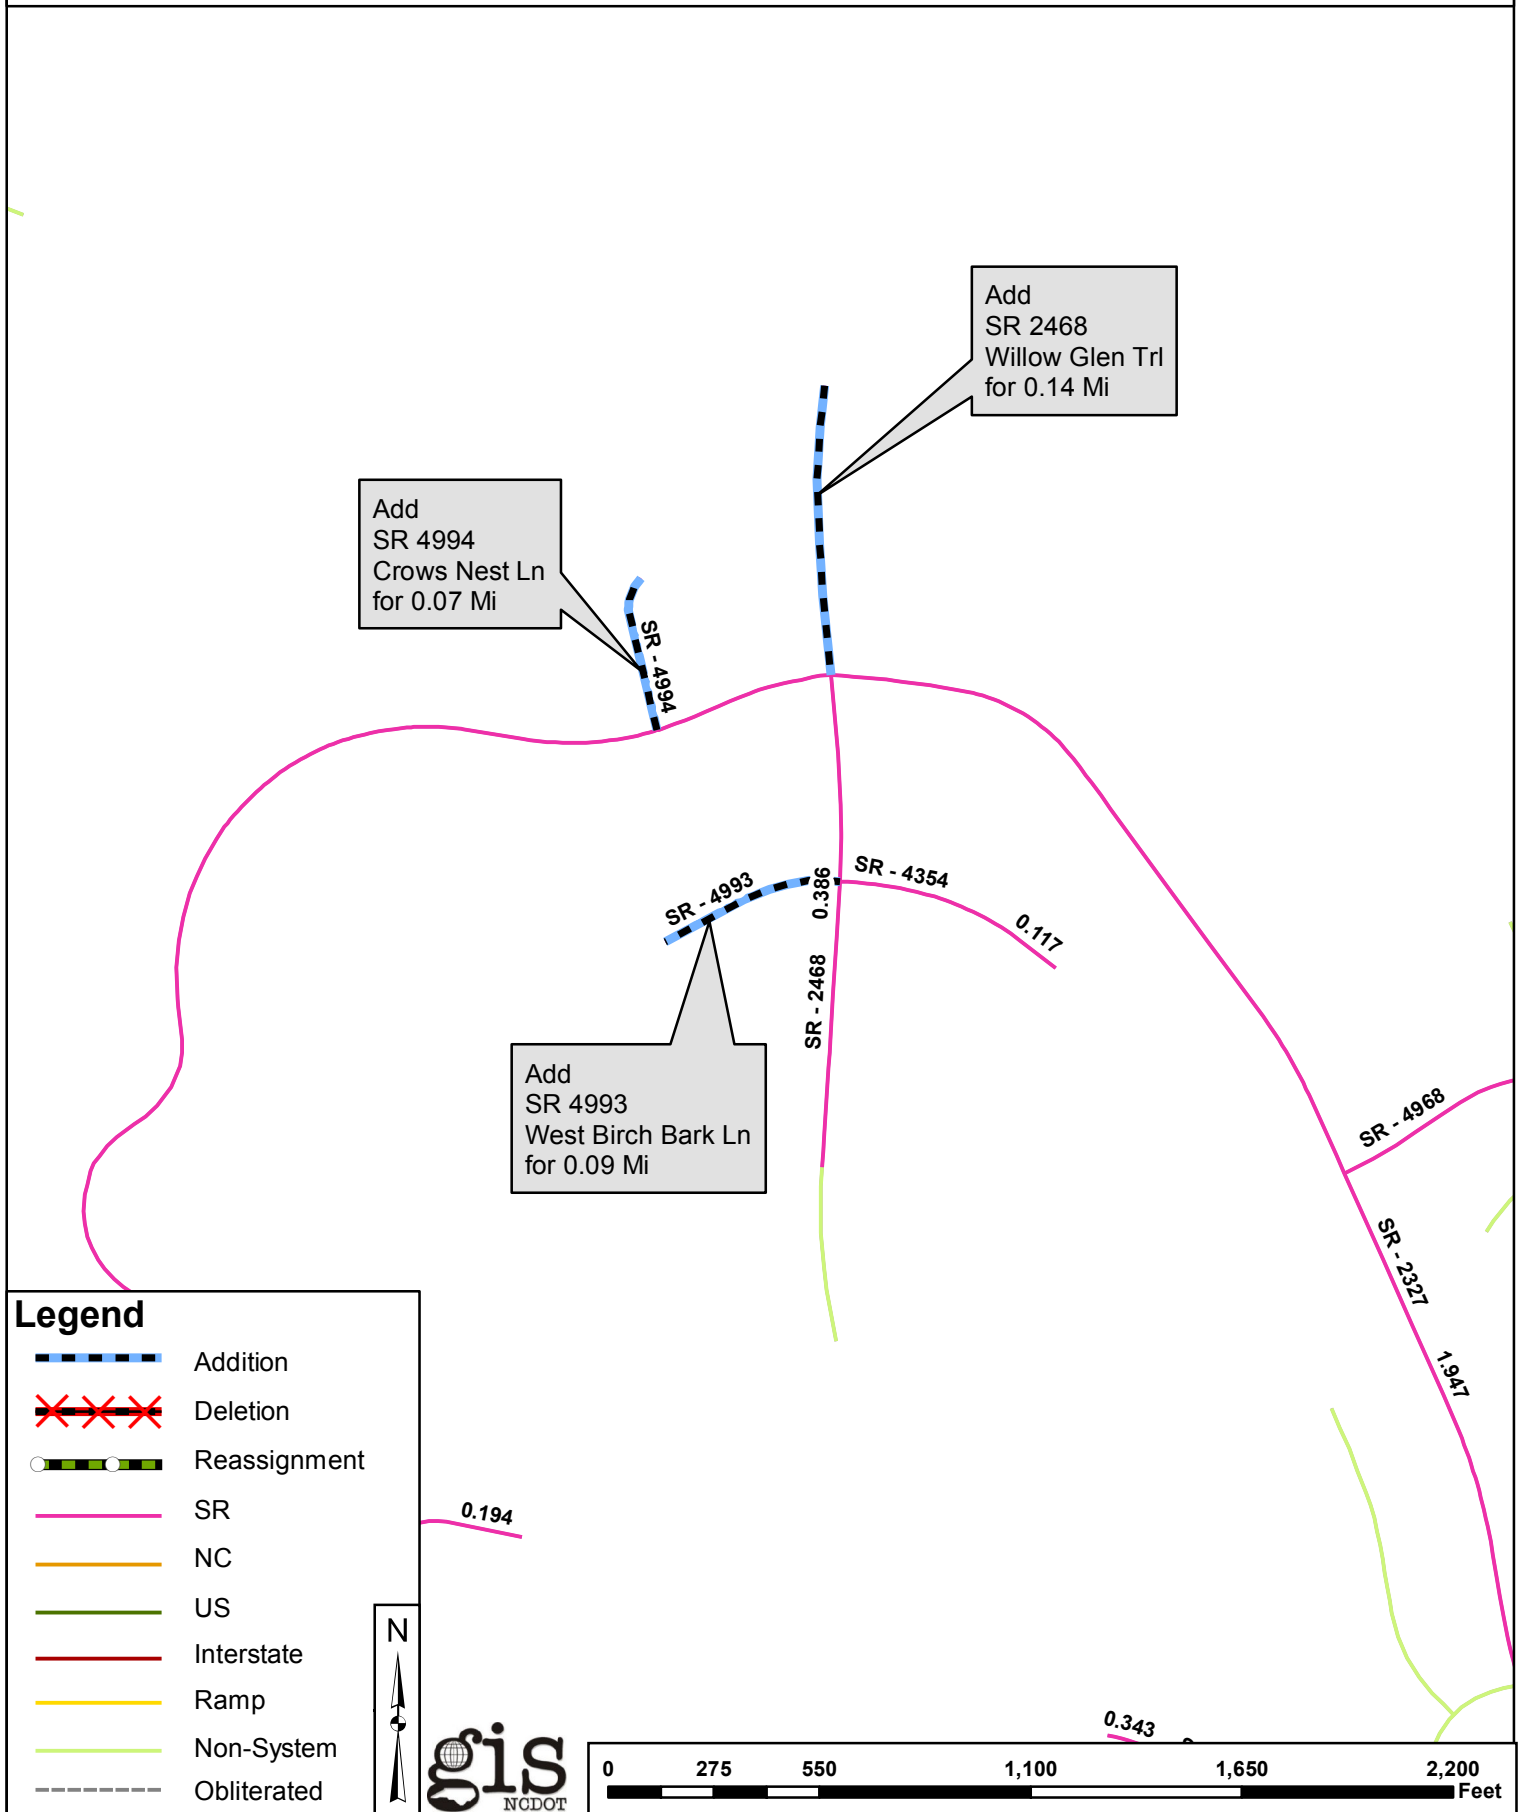 Add
SR 2468
Willow Glen Trl
for 0.14 Mi
Add
SR 4994
Crows Nest Ln
for 0.07 Mi
SR - 4994
SR - 4993
0.386
SR - 4354
0.117
SR - 2468
Add
SR 4993
West Birch Bark Ln
for 0.09 Mi
SR - 4968
SR - 2327
1.947
Legend
Addition
Deletion
Reassignment
SR
NC
US
Interstate
Ramp
Non-System
Obliterated
0.194
N
gis
NCDOT
0.343
0 275 550 1,100 1,650 2,200
Feet